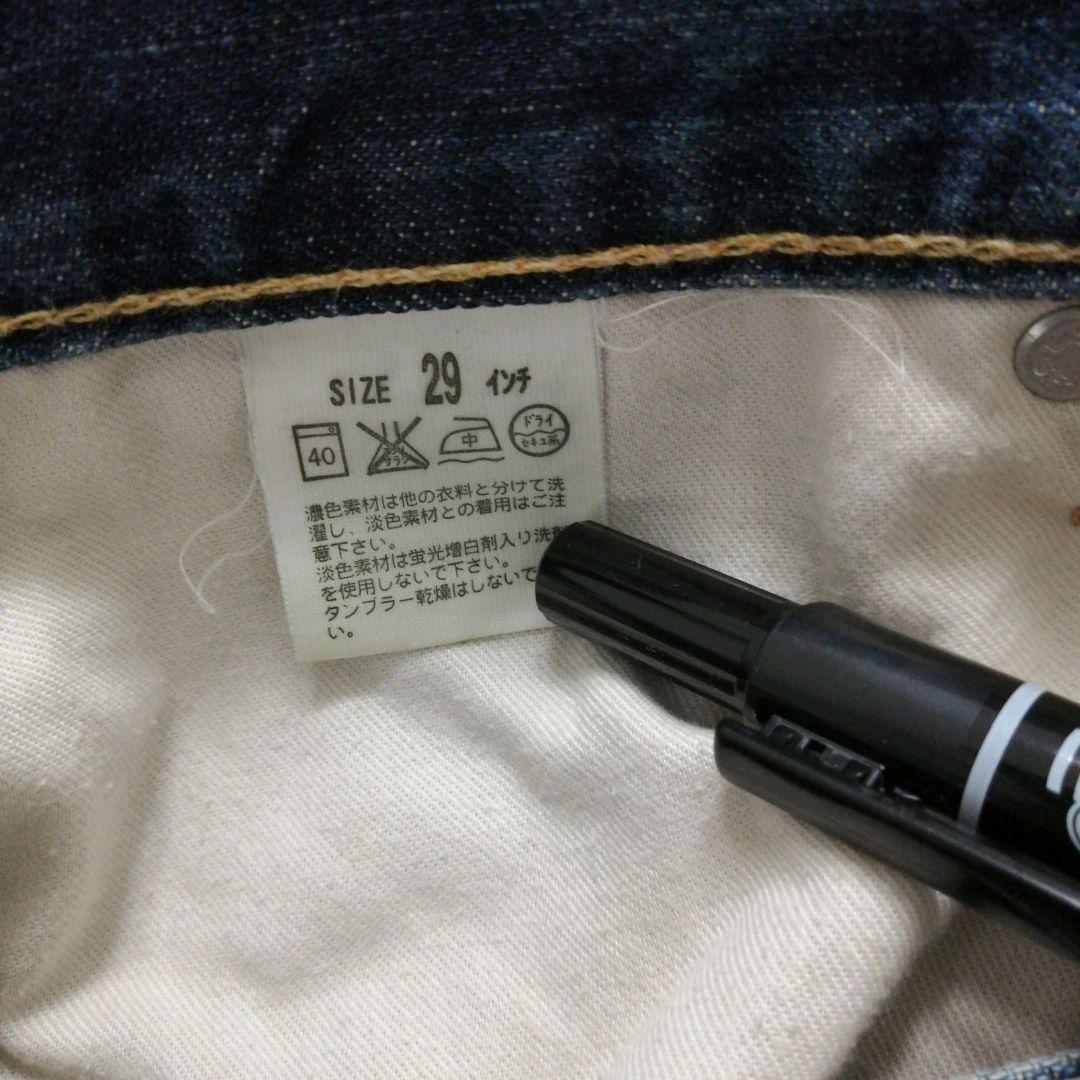 SIZE 29 インチ
40 中 ドライ セキユ系
濃色素材は他の衣料と分けて洗
濯し、淡色素材との着用はご注
意下さい。
淡色素材は蛍光増白剤入り洗剤
を使用しないで下さい。
タンブラー乾燥はしないで
い。